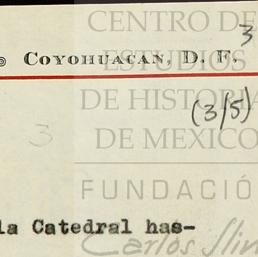 CENTRO DE
3
ESTUDIOS
COYOHUACAN, D. F.
DE HISTORIA
(3/5)
3
DE MEXICO
FUNDACIÓ
la Catedral has-
Carlos Slim